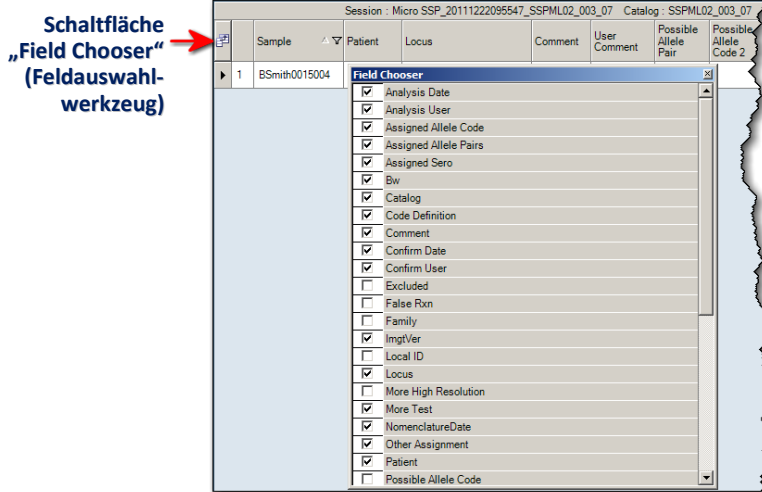 Schaltfläche
„Field Chooser“
(Feldauswahl-
werkzeug)
Session : Micro SSP_20111222095547_SSPML02_003_07 Catalog : SSPML02_003_07
Sample Patient Locus Comment User Comment Possible Allele Pair Possible Allele Code 2
1 BSmith0015004
Field Chooser
Analysis Date
Analysis User
Assigned Allele Code
Assigned Allele Pairs
Assigned Sero
Bw
Catalog
Code Definition
Comment
Confirm Date
Confirm User
Excluded
False Rxn
Family
ImgtVer
Local ID
Locus
More High Resolution
More Test
NomenclatureDate
Other Assignment
Patient
Possible Allele Code